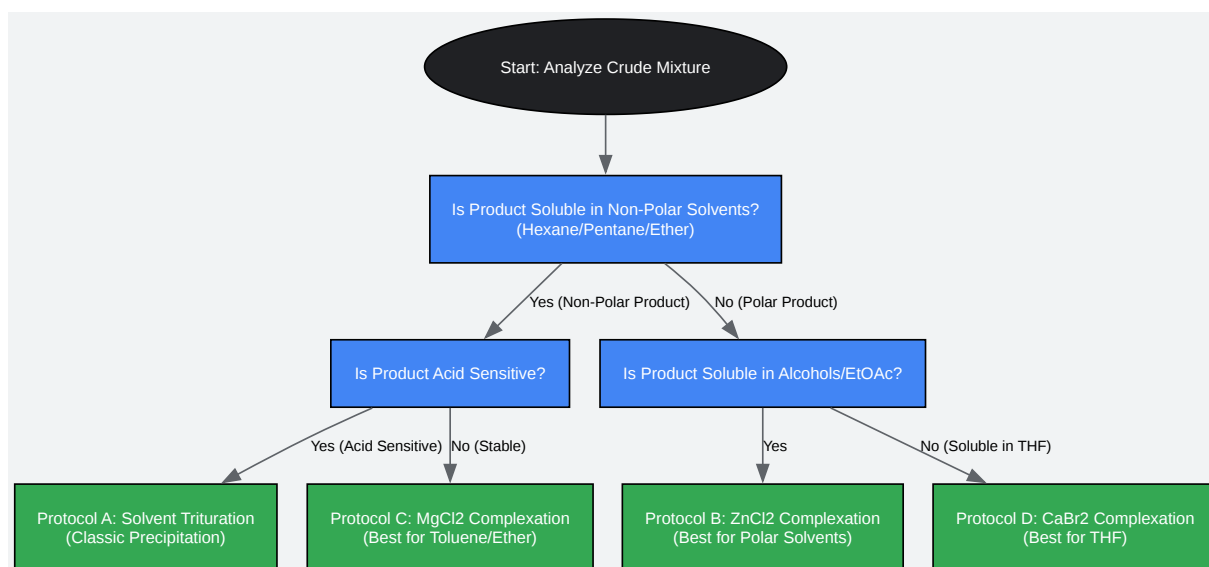 Start: Analyze Crude Mixture
Is Product Soluble in Non-Polar Solvents?
(Hexane/Pentane/Ether)
Yes (Non-Polar Product)
No (Polar Product)
Is Product Acid Sensitive?
Is Product Soluble in Alcohols/EtOAc?
Yes (Acid Sensitive)
No (Stable)
Yes
No (Soluble in THF)
Protocol A: Solvent Trituration
(Classic Precipitation)
Protocol C: MgCl2 Complexation
(Best for Toluene/Ether)
Protocol B: ZnCl2 Complexation
(Best for Polar Solvents)
Protocol D: CaBr2 Complexation
(Best for THF)